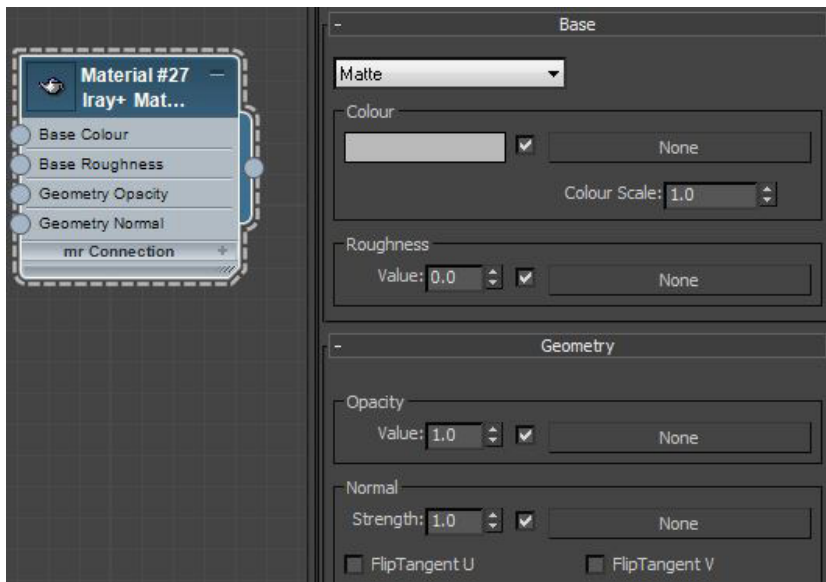 Material #27
Iray+ Mat...
Base Colour
Base Roughness
Geometry Opacity
Geometry Normal
mr Connection +
- Base
Matte
Colour
None
Colour Scale: 1.0
Roughness
Value: 0.0 None
- Geometry
Opacity
Value: 1.0 None
Normal
Strength: 1.0 None
FlipTangent U FlipTangent V